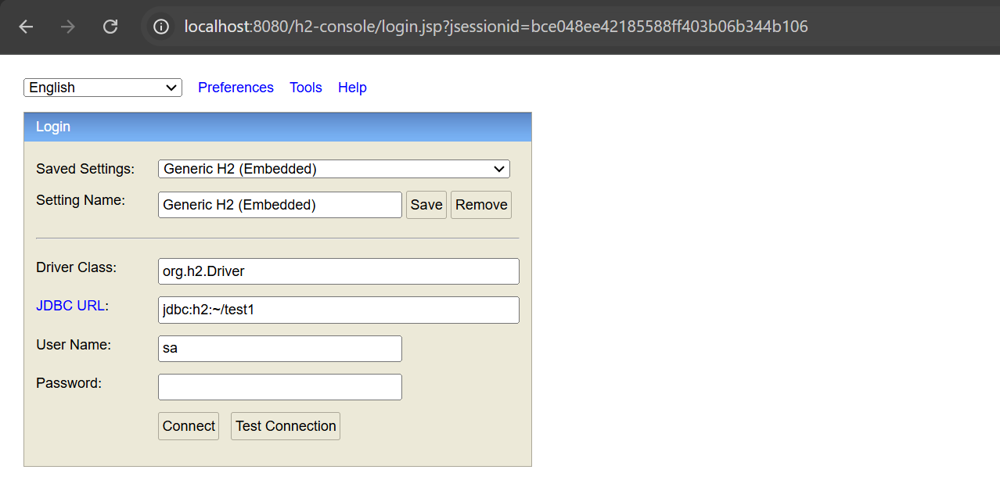 localhost:8080/h2-console/login.jsp?jsessionid=bce048ee42185588ff403b06b344b106
English Preferences Tools Help
Login
Saved Settings: Generic H2 (Embedded)
Setting Name: Generic H2 (Embedded) Save Remove
Driver Class: org.h2.Driver
JDBC URL: jdbc:h2:~/test1
User Name: sa
Password:
Connect Test Connection